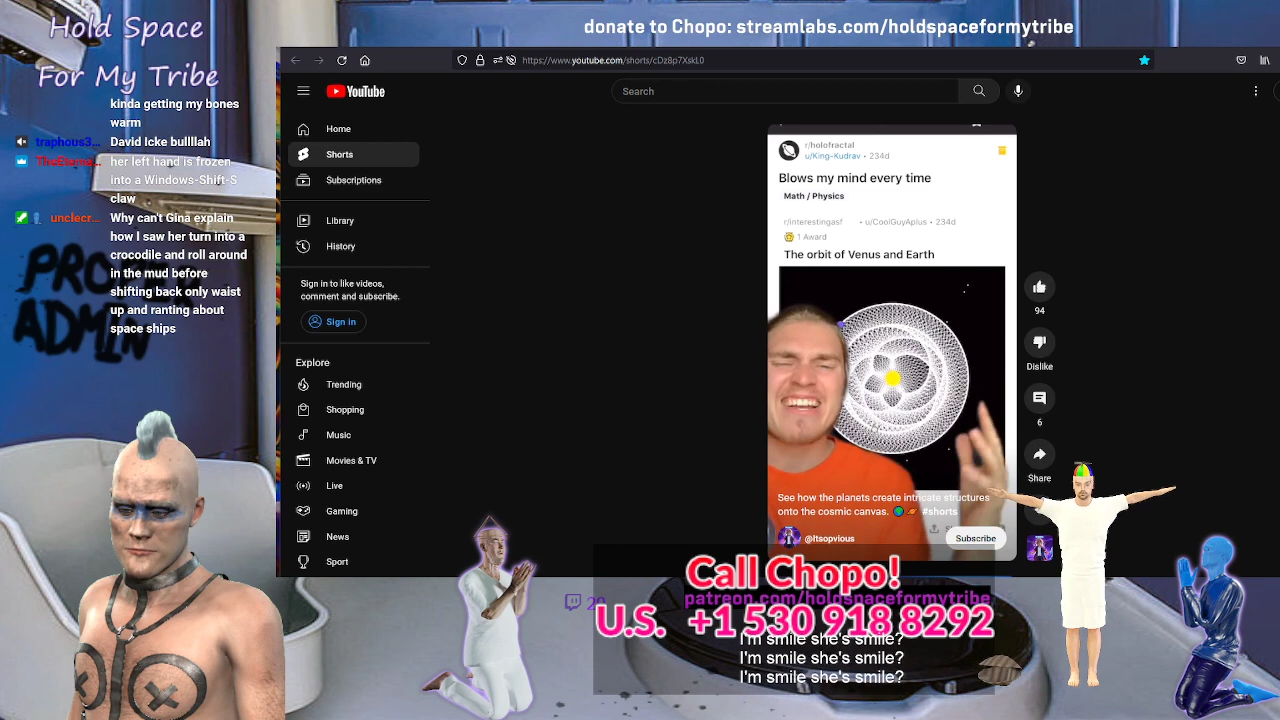 Hold Space
For My Tribe
kinda getting my bones
warm
traphous3...
David Icke bullllah
her left hand is frozen
into a Windows-Shift-S
claw
unclecr...
Why can't Gina explain
how I saw her turn into a
crocodile and roll around
in the mud before
shifting back only waist
up and ranting about
space ships
ADMIN
donate to Chopo: streamlabs.com/holdspaceformytribe
https://www.youtube.com/shorts/cDz8p7XskL0
YouTube
Search
Home
Shorts
Subscriptions
Library
History
Sign in to like videos,
comment and subscribe.
Sign in
Explore
Trending
Shopping
Music
Movies & TV
Live
Gaming
News
Sport
r/holofractal
u/King-Kudrav • 234d
Blows my mind every time
Math / Physics
r/interestingasf • u/CoolGuyAplus • 234d
1 Award
The orbit of Venus and Earth
See how the planets create intricate structures
onto the cosmic canvas. 🌍 🪐 #shorts
@Itsopvious
Subscribe
94
Dislike
6
Share
Call Chopo!
patreon.com/holdspaceformytribe
U.S. +1 530 918 8292
I'm smile she's smile?
I'm smile she's smile?
I'm smile she's smile?